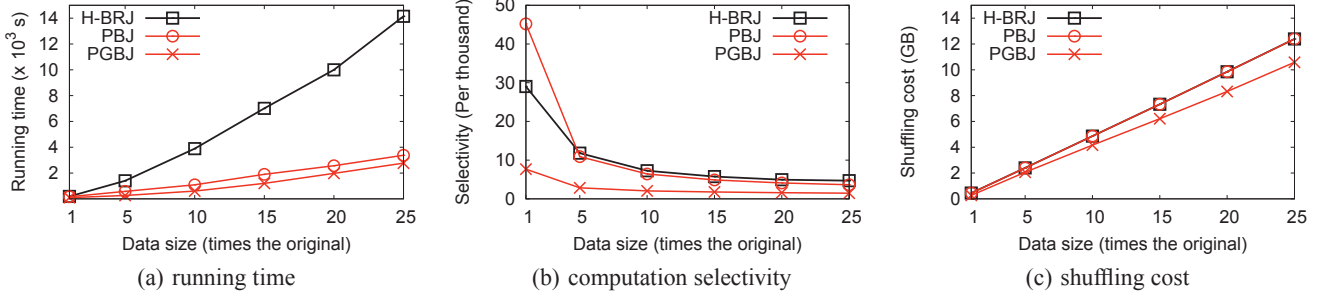 Running time (x 10³ s)
14
12
10
8
6
4
2
H-BRJ
PBJ
PGBJ
1 5 10 15 20 25
Data size (times the original)
(a) running time
Selectivity (Per thousand)
50
40
30
20
10
0
H-BRJ
PBJ
PGBJ
1 5 10 15 20 25
Data size (times the original)
(b) computation selectivity
Shuffling cost (GB)
14
12
10
8
6
4
2
0
H-BRJ
PBJ
PGBJ
1 5 10 15 20 25
Data size (times the original)
(c) shuffling cost